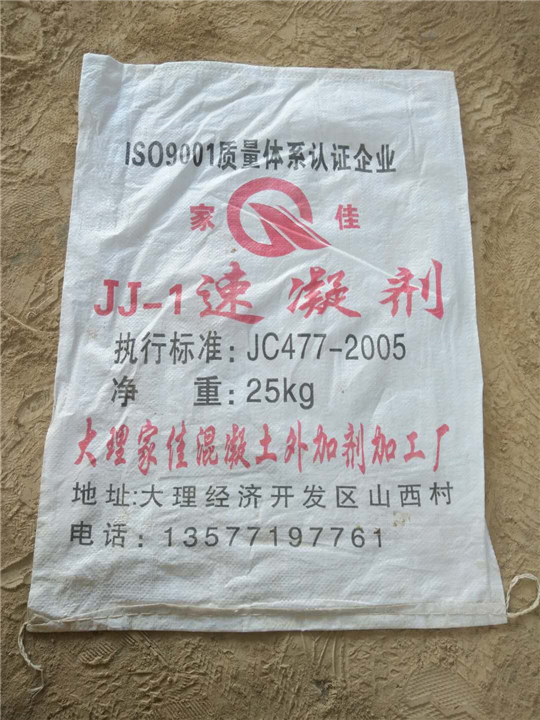 ISO9001质量体系认证企业
家 佳
JJ-1速凝剂
执行标准: JC477-2005
净 重: 25kg
大理家佳混凝土外加剂加工厂
地址: 大理经济开发区山西村
电话: 13577197761